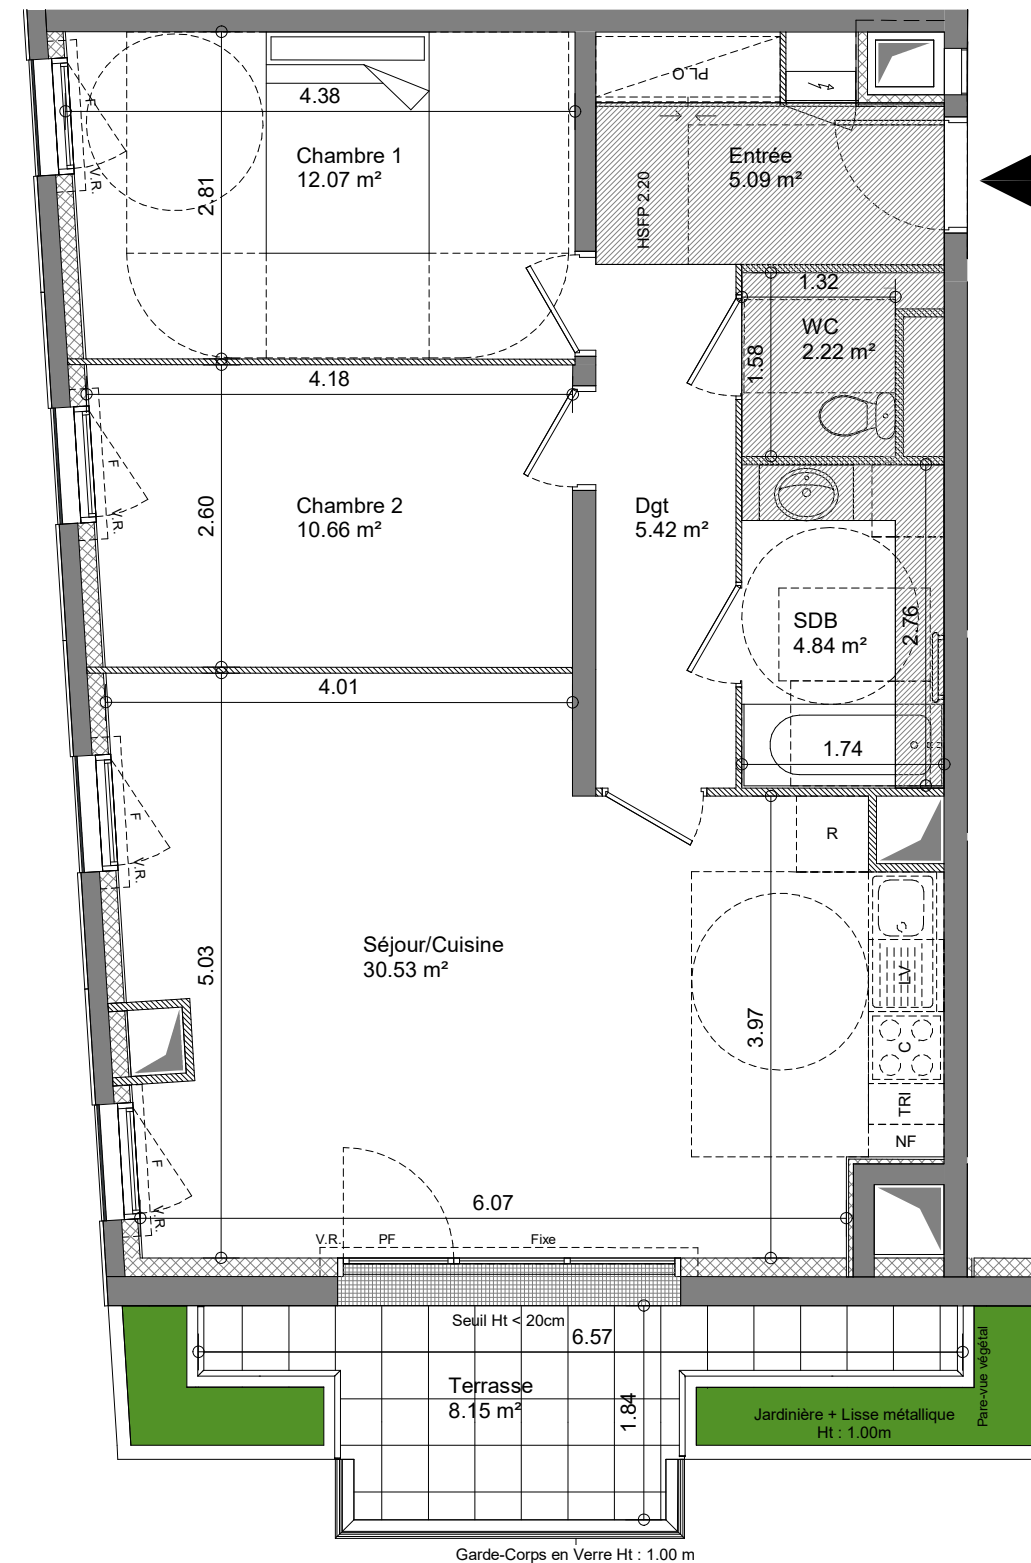 PL.O
4.38
Chambre 1
12.07 m²
Entrée
5.09 m²
F
V.R.
2.81
HSFP 2.20
1.32
WC
2.22 m²
1.58
4.18
F
V.R.
Chambre 2
10.66 m²
2.60
Dgt
5.42 m²
SDB
4.84 m²
2.76
4.01
1.74
F
V.R.
R
Séjour/Cuisine
30.53 m²
5.03
3.97
LV
C
TRI
NF
F
V.R.
6.07
V.R.
PF
Fixe
Seuil Ht < 20cm
6.57
Terrasse
8.15 m²
1.84
Jardinière + Lisse métallique
Ht : 1.00m
Pare-vue végétal
Garde-Corps en Verre Ht : 1.00 m